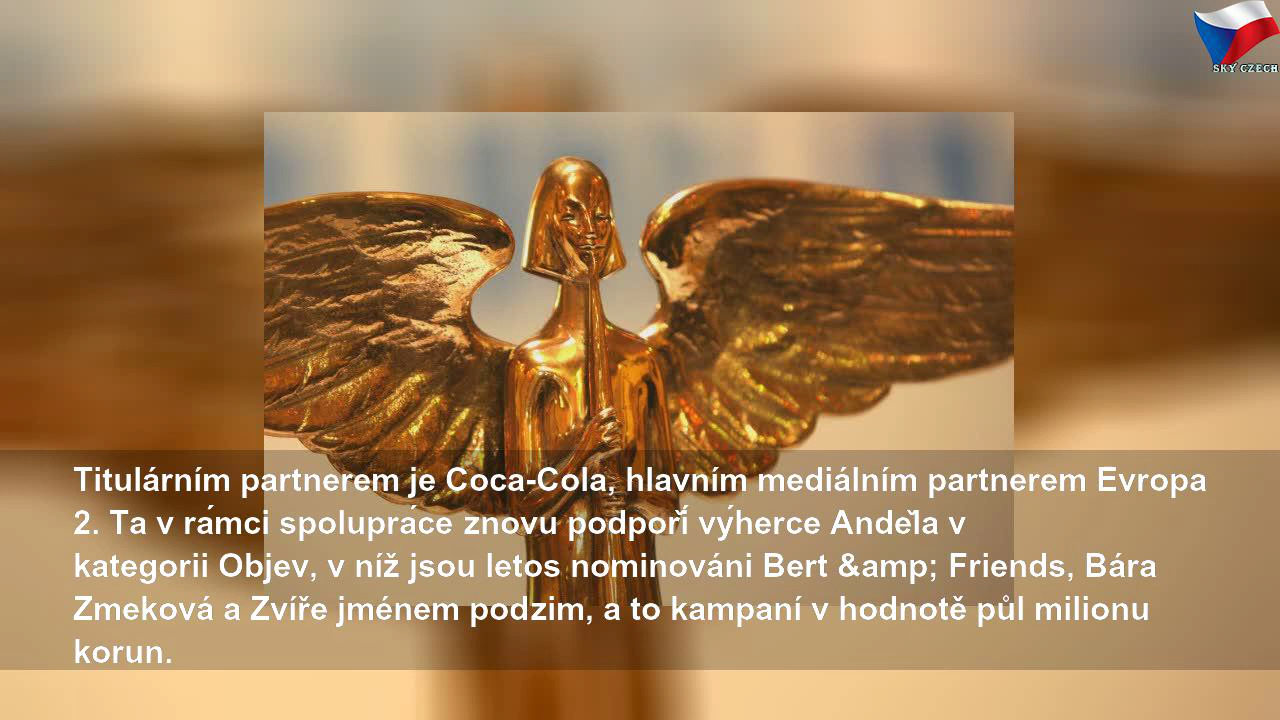 SKY CZECH
Titulárním partnerem je Coca-Cola, hlavním mediálním partnerem Evropa
2. Ta v rámci spolupráce znovu podpoří výherce Anděla v
kategorii Objev, v níž jsou letos nominováni Bert &amp; Friends, Bára
Zmeková a Zvíře jménem podzim, a to kampaní v hodnotě půl milionu
korun.